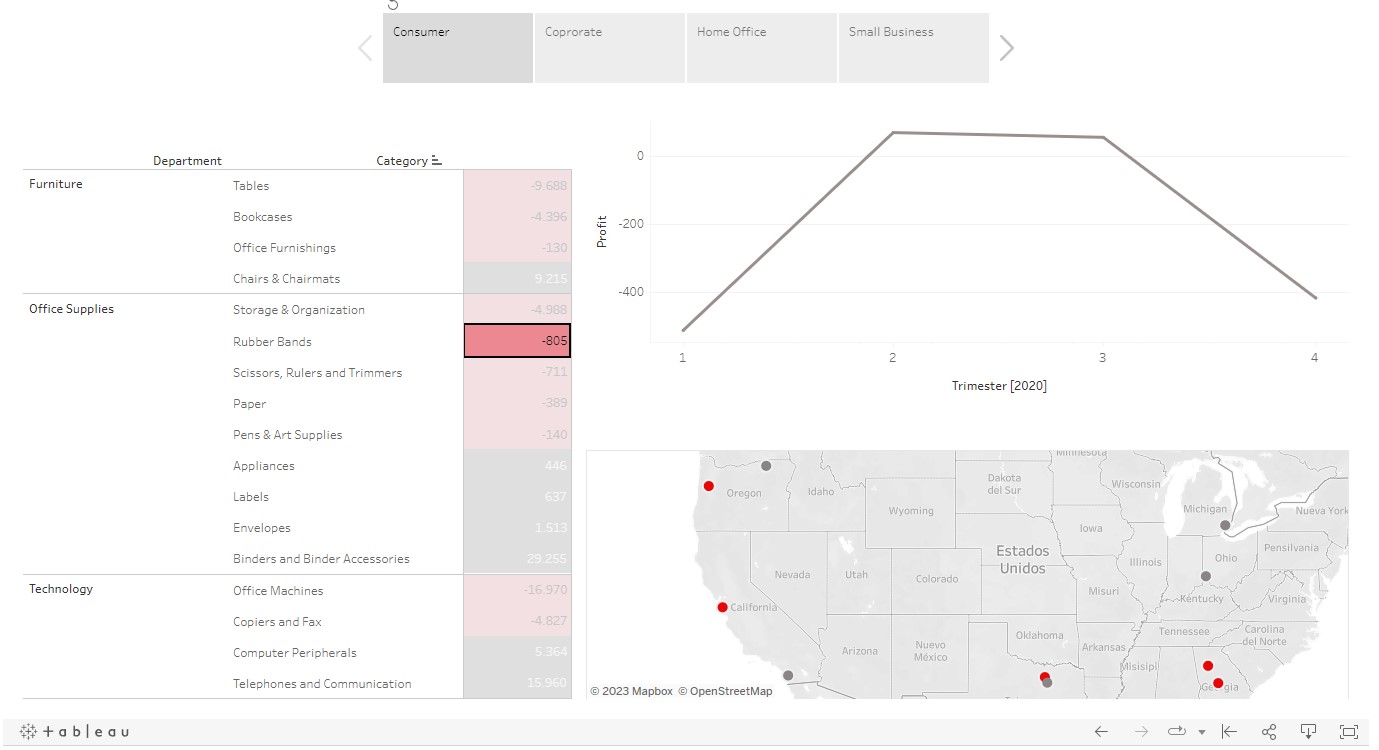 Consumer
Coprorate
Home Office
Small Business
Department Category
Furniture Tables -9.688
Bookcases -4.396
Office Furnishings -130
Chairs & Chairmats 9.215
Office Supplies Storage & Organization -4.988
Rubber Bands -805
Scissors, Rulers and Trimmers -711
Paper -389
Pens & Art Supplies -140
Appliances 446
Labels 637
Envelopes 1.513
Binders and Binder Accessories 29.255
Technology Office Machines -16.970
Copiers and Fax -4.827
Computer Peripherals 5.364
Telephones and Communication 15.960
Profit
0
-200
-400
1 2 3 4
Trimester [2020]
Minnesota
Oregon
Idaho
Dakota
del Sur
Wisconsin
Michigan
Nueva York
Wyoming
Iowa
Estados
Unidos
Illinois
Ohio
Pensilvania
Nevada
Utah
Colorado
Misuri
Kentucky
Virginia
California
Arizona
Nuevo
México
Oklahoma
Arkansas
Tennessee
Carolina
del Norte
Misisipi
© 2023 Mapbox © OpenStreetMap
+ableau